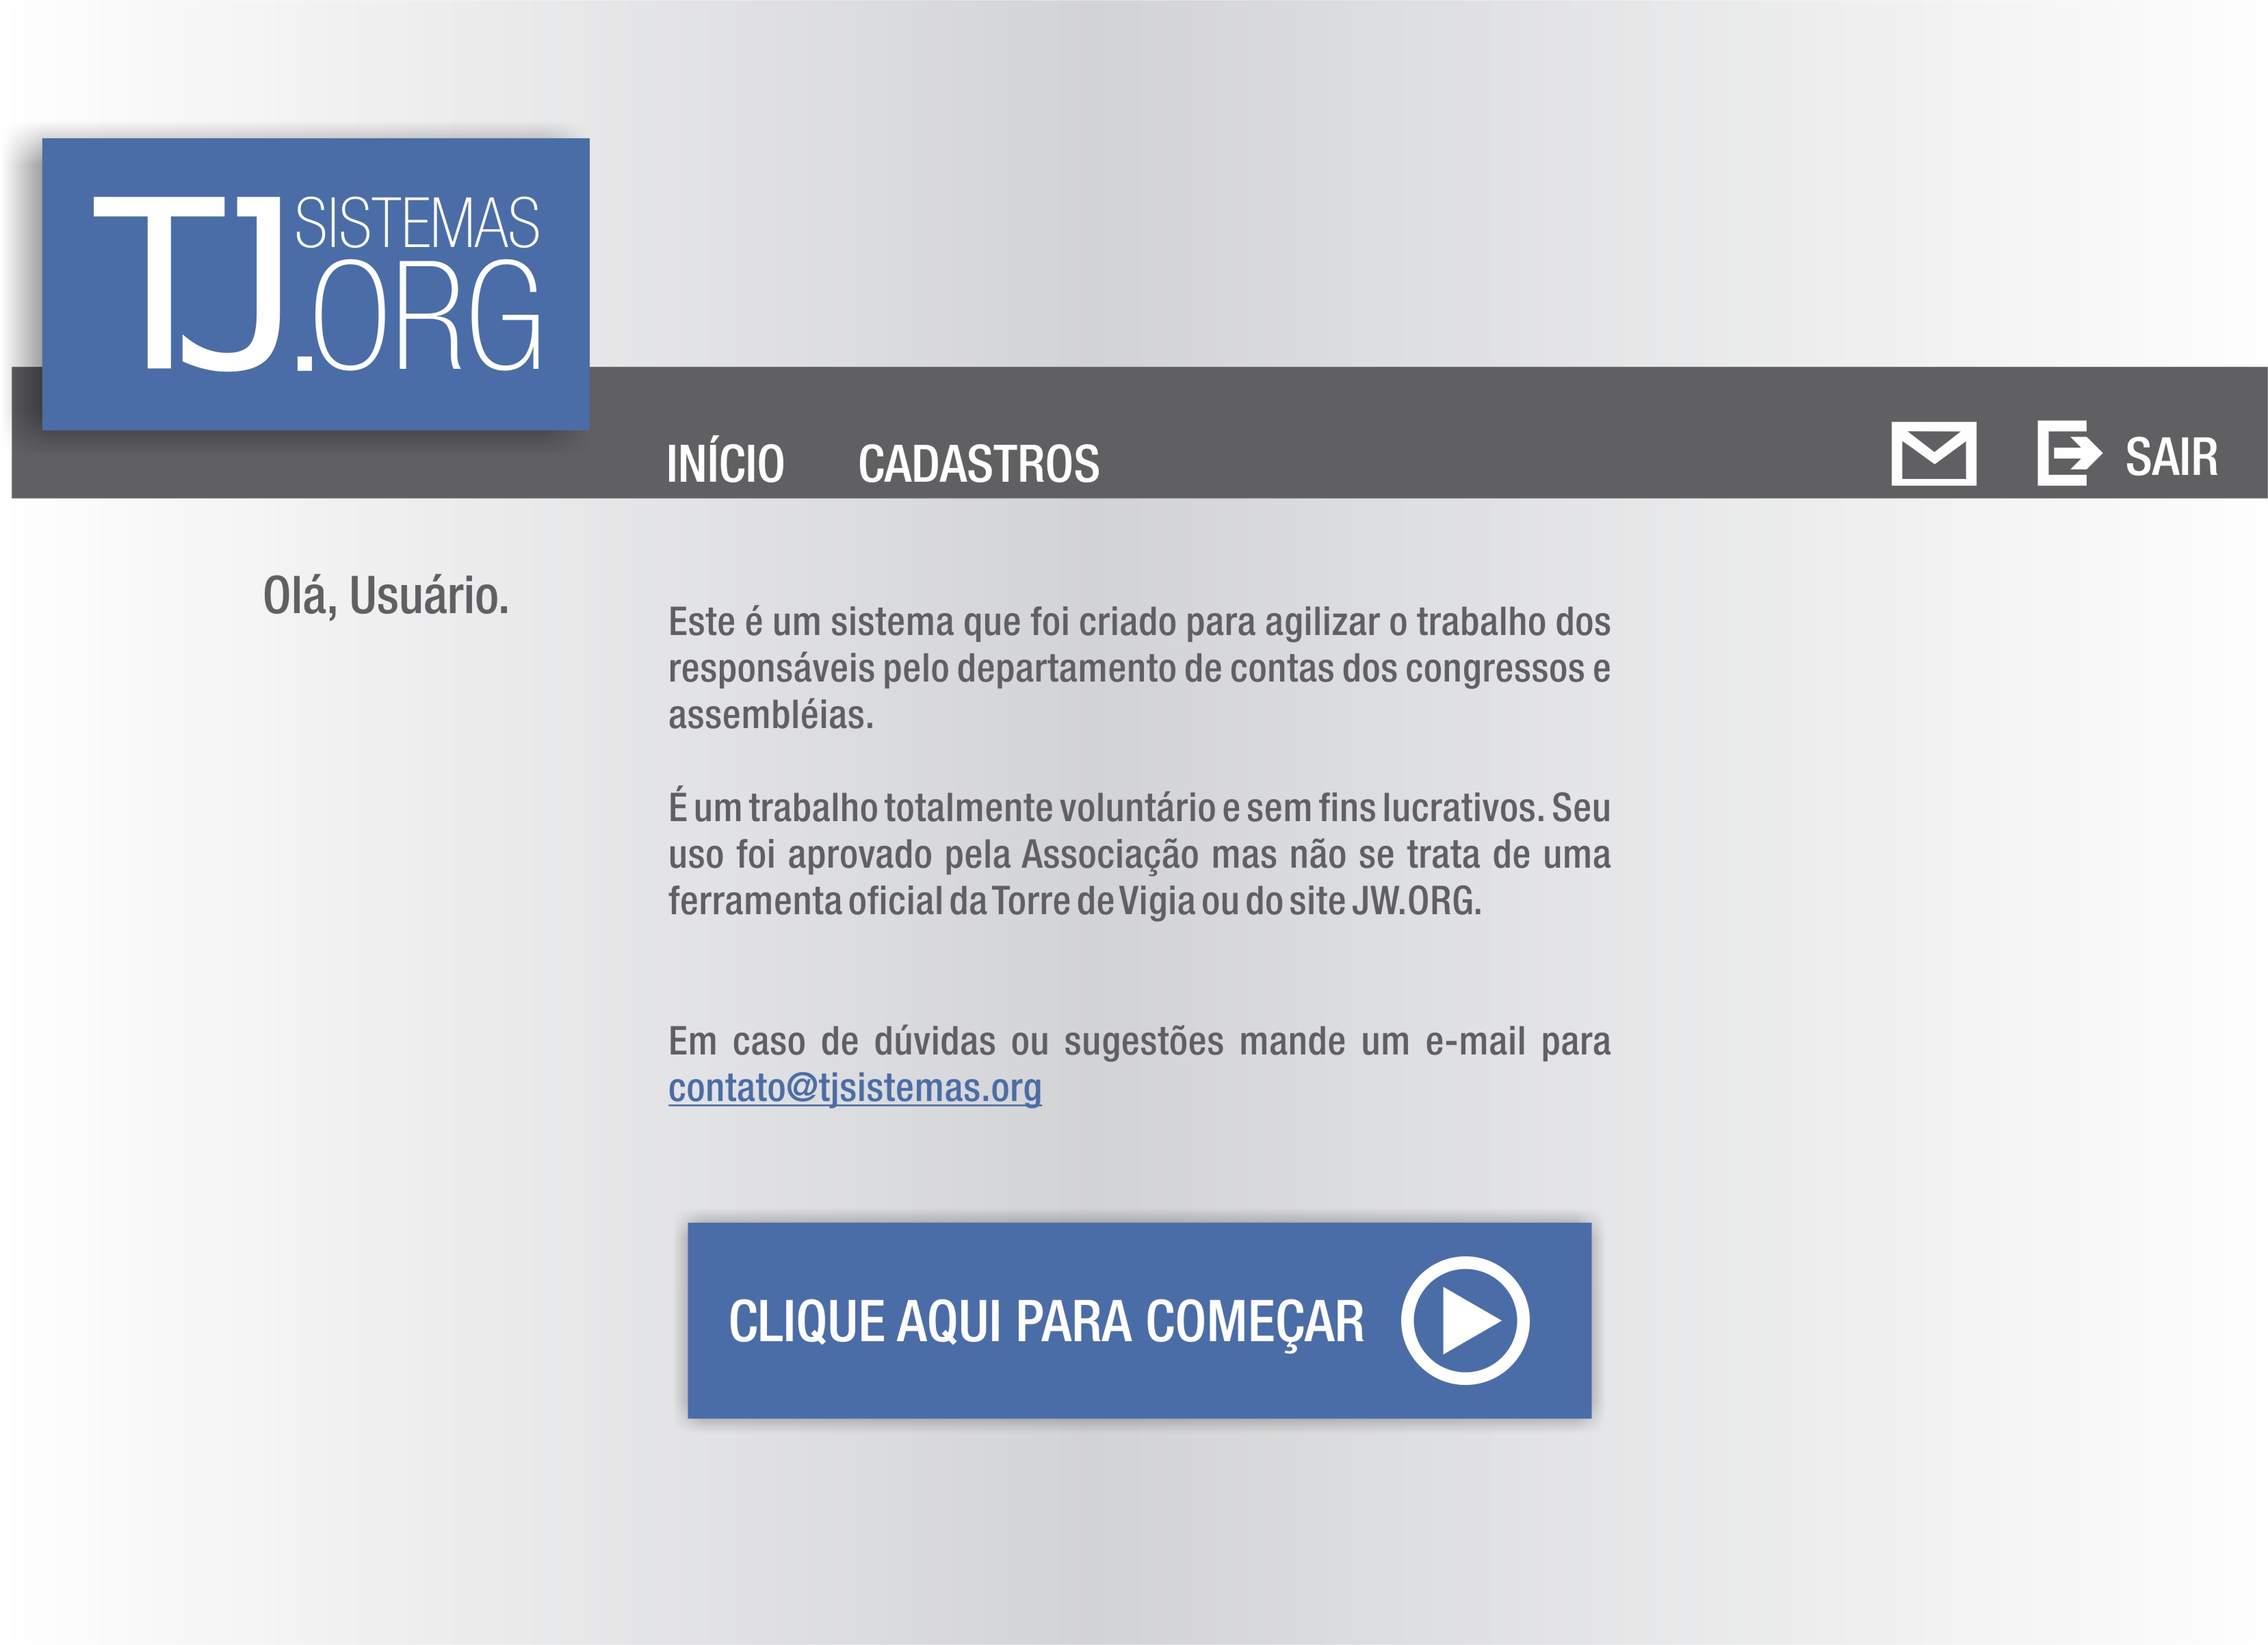 TJ SISTEMAS
.ORG
INÍCIO CADASTROS SAIR
Olá, Usuário.
Este é um sistema que foi criado para agilizar o trabalho dos
responsáveis pelo departamento de contas dos congressos e
assembléias.
É um trabalho totalmente voluntário e sem fins lucrativos. Seu
uso foi aprovado pela Associação mas não se trata de uma
ferramenta oficial da Torre de Vigia ou do site JW.ORG.
Em caso de dúvidas ou sugestões mande um e-mail para
contato@tjsistemas.org
CLIQUE AQUI PARA COMEÇAR